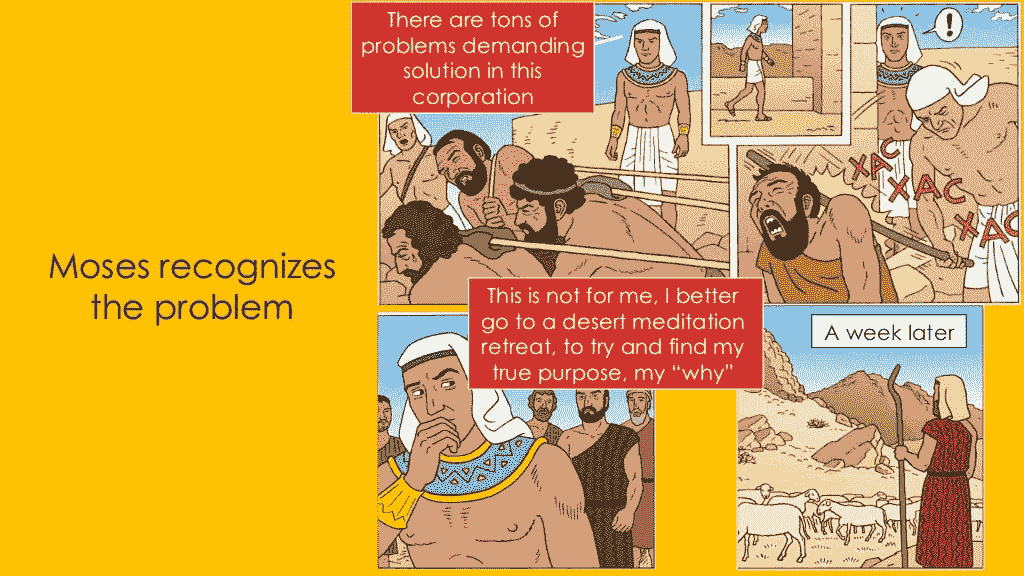 There are tons of
problems demanding
solution in this
corporation
!
XAC
XAC
XAC
Moses recognizes
the problem
This is not for me, I better
go to a desert meditation
retreat, to try and find my
true purpose, my “why”
A week later